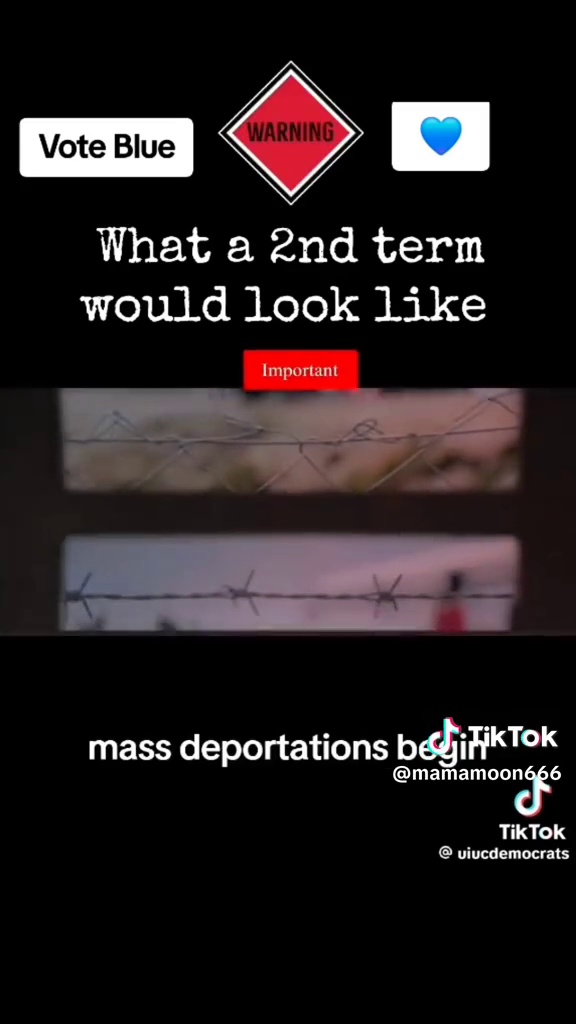 WARNING
Vote Blue
What a 2nd term
would look like
Important
mass deportations begin
TikTok
@mamamoon666
TikTok
@ uiucdemocrats